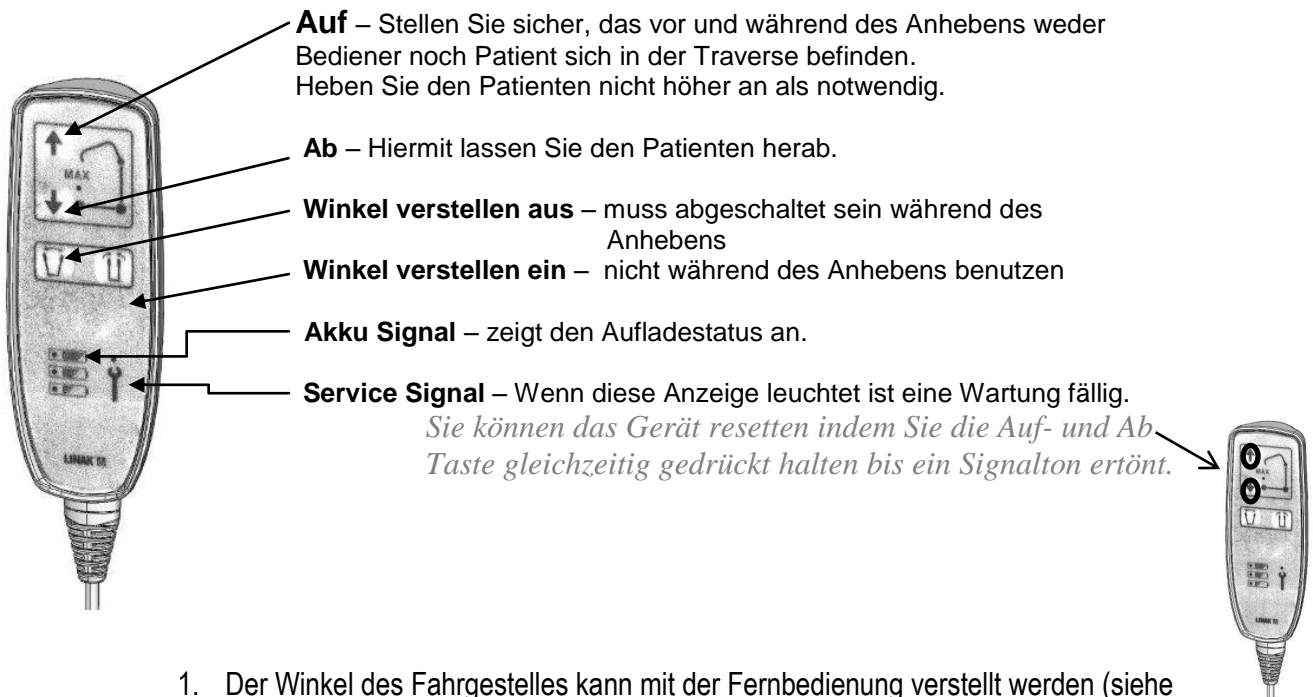 Auf – Stellen Sie sicher, das vor und während des Anhebens weder
Bediener noch Patient sich in der Traverse befinden.
Heben Sie den Patienten nicht höher an als notwendig.
Ab – Hiermit lassen Sie den Patienten herab.
MAX
Winkel verstellen aus – muss abgeschaltet sein während des
Anhebens
Winkel verstellen ein – nicht während des Anhebens benutzen
Akku Signal – zeigt den Aufladestatus an.
Service Signal – Wenn diese Anzeige leuchtet ist eine Wartung fällig.
Sie können das Gerät resetten indem Sie die Auf- und Ab
Taste gleichzeitig gedrückt halten bis ein Signalton ertönt.
LINAK
MAX
LINAK
1. Der Winkel des Fahrgestelles kann mit der Fernbedienung verstellt werden (siehe